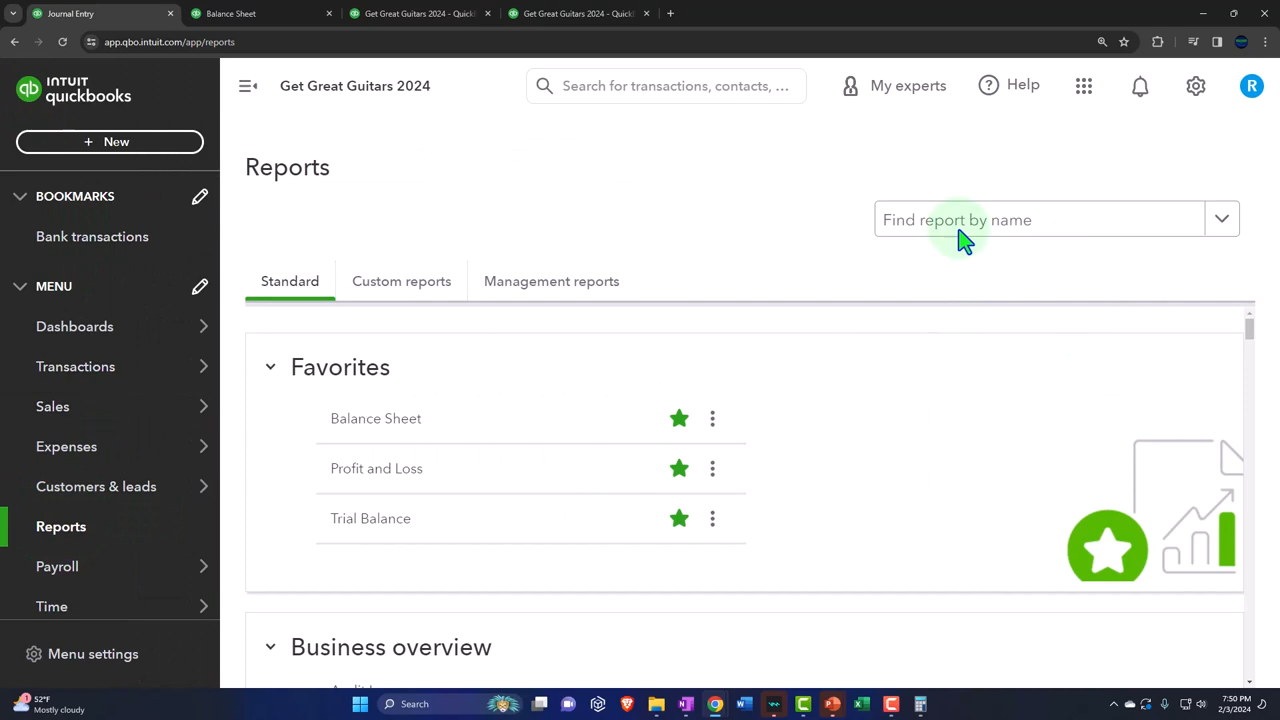 Journal Entry
Balance Sheet
Get Great Guitars 2024 – QuickB
Get Great Guitars 2024 – QuickB
app.qbo.intuit.com/app/reports
INTUIT
quickbooks
Get Great Guitars 2024
Search for transactions, contacts, ...
My experts
Help
R
+ New
Reports
BOOKMARKS
Find report by name
Bank transactions
MENU
Standard
Custom reports
Management reports
Dashboards
Transactions
Favorites
Sales
Balance Sheet
Expenses
Profit and Loss
Customers & leads
Trial Balance
Reports
Payroll
Time
Business overview
Menu settings
52°F
Mostly cloudy
Search
7:50 PM
2/3/2024